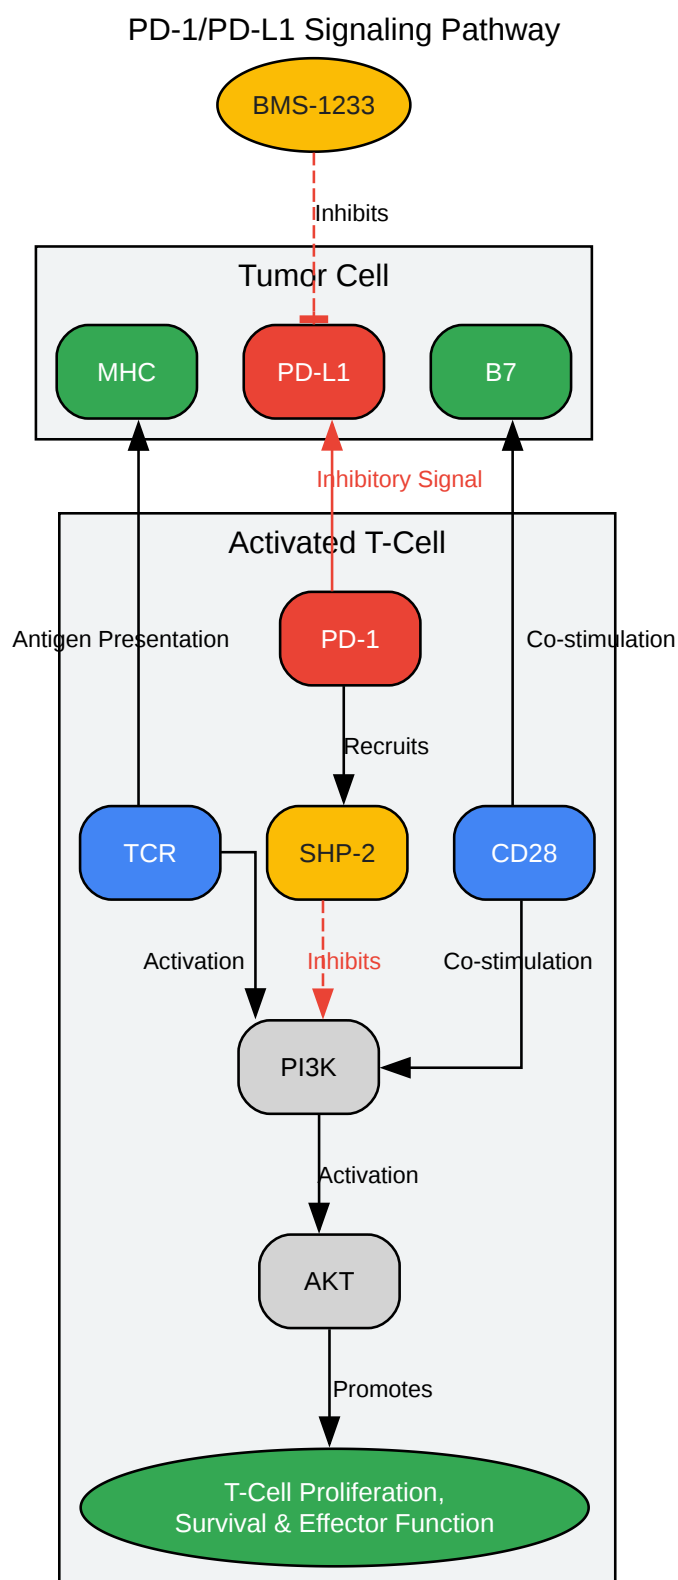 PD-1/PD-L1 Signaling Pathway
BMS-1233
Inhibits
Tumor Cell
MHC
PD-L1
B7
Inhibitory Signal
Activated T-Cell
PD-1
Antigen Presentation
Co-stimulation
Recruits
TCR
SHP-2
CD28
Activation
Inhibits
Co-stimulation
PI3K
Activation
AKT
Promotes
T-Cell Proliferation,
Survival & Effector Function